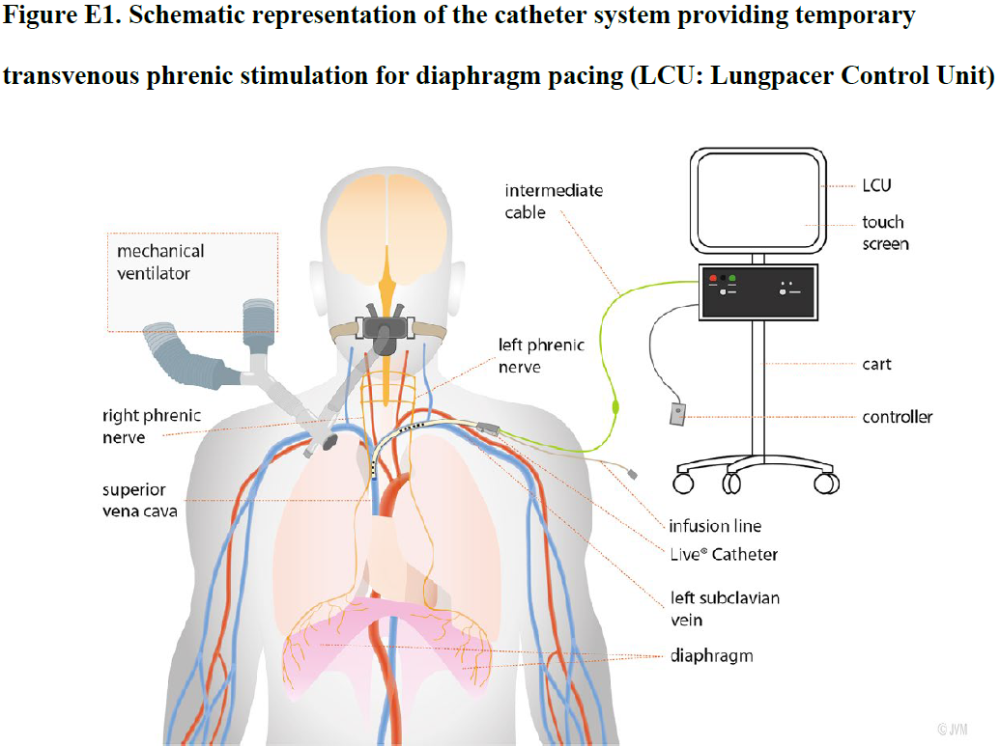 Figure E1. Schematic representation of the catheter system providing temporary
transvenous phrenic stimulation for diaphragm pacing (LCU: Lungpacer Control Unit)
intermediate
cable
LCU
touch
screen
mechanical
ventilator
left phrenic
nerve
cart
right phrenic
nerve
controller
superior
vena cava
infusion line
Live® Catheter
left subclavian
vein
diaphragm
© JVM